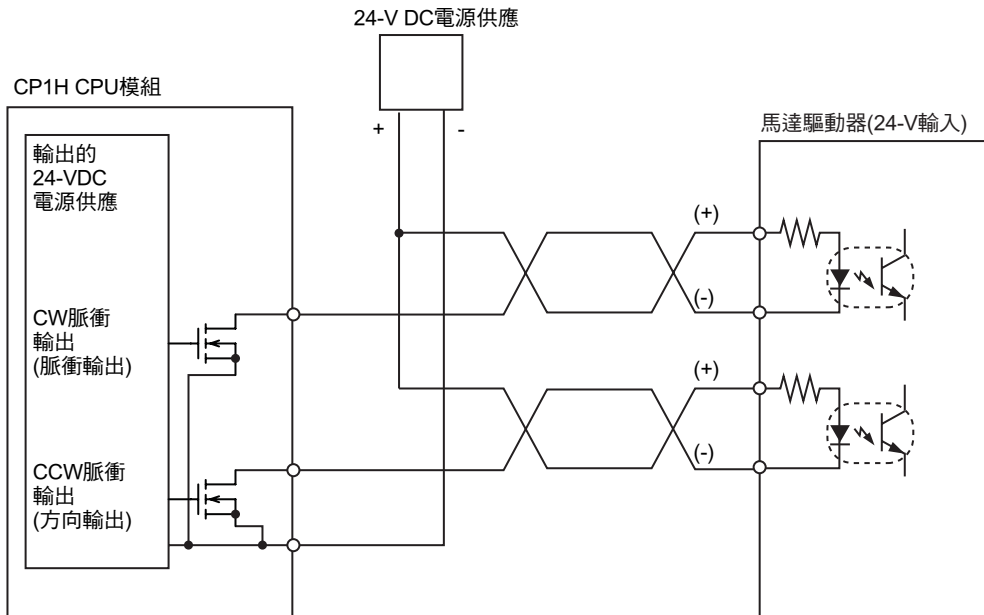 24-V DC電源供應
CP1H CPU模組
+
-
馬達驅動器(24-V輸入)
輸出的
24-VDC
電源供應
(+)
(-)
CW脈衝
輸出
(脈衝輸出)
(+)
(-)
CCW脈衝
輸出
(方向輸出)